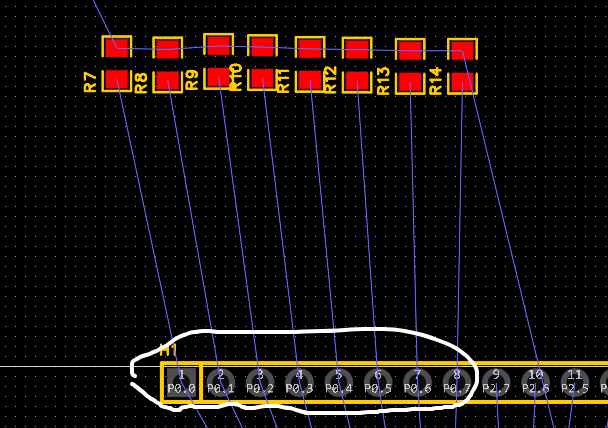 R7 R8 R9 R10 R11 R12 R13 R14
H1
1 2 3 4 5 6 7 8 9 10 11
P0.0 P0.1 P0.2 P0.3 P0.4 P0.5 P0.6 P0.7 P2.7 P2.6 P2.5